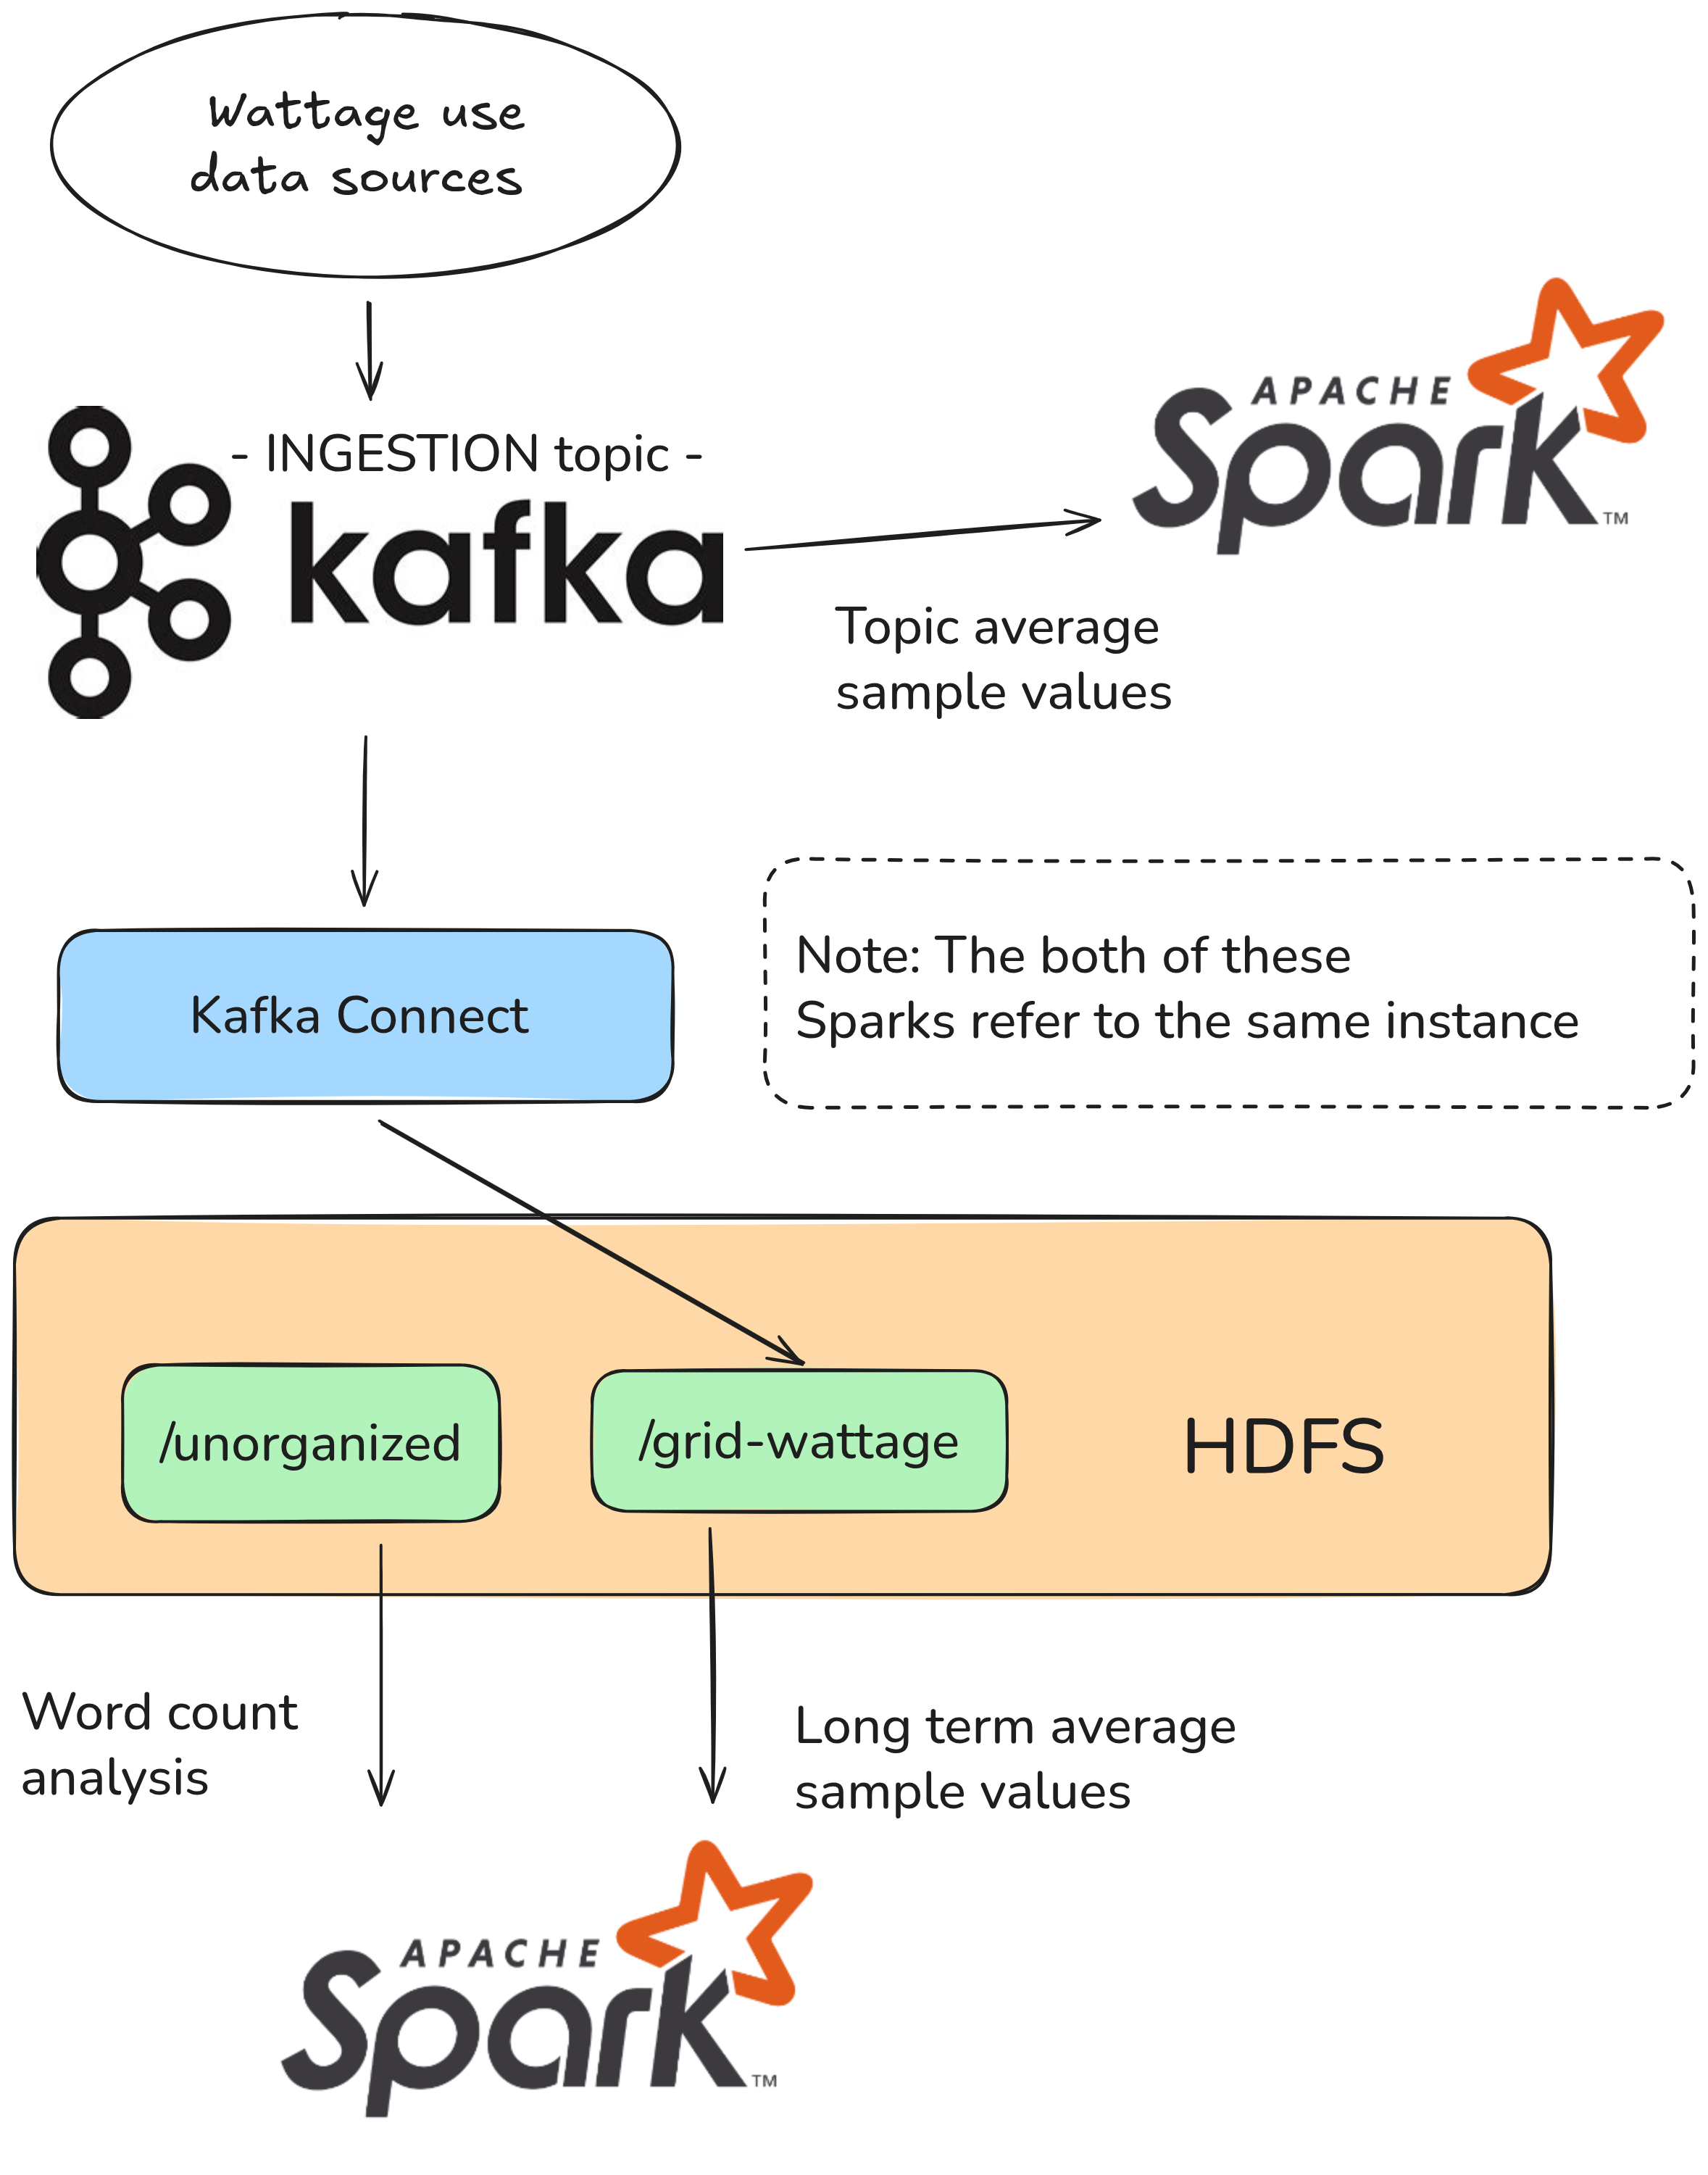 Wattage use
data sources
- INGESTION topic -
kafka
APACHE
Spark™
Topic average
sample values
Kafka Connect
Note: The both of these
Sparks refer to the same instance
/unorganized
/grid-wattage
HDFS
Word count
analysis
Long term average
sample values
APACHE
Spark™